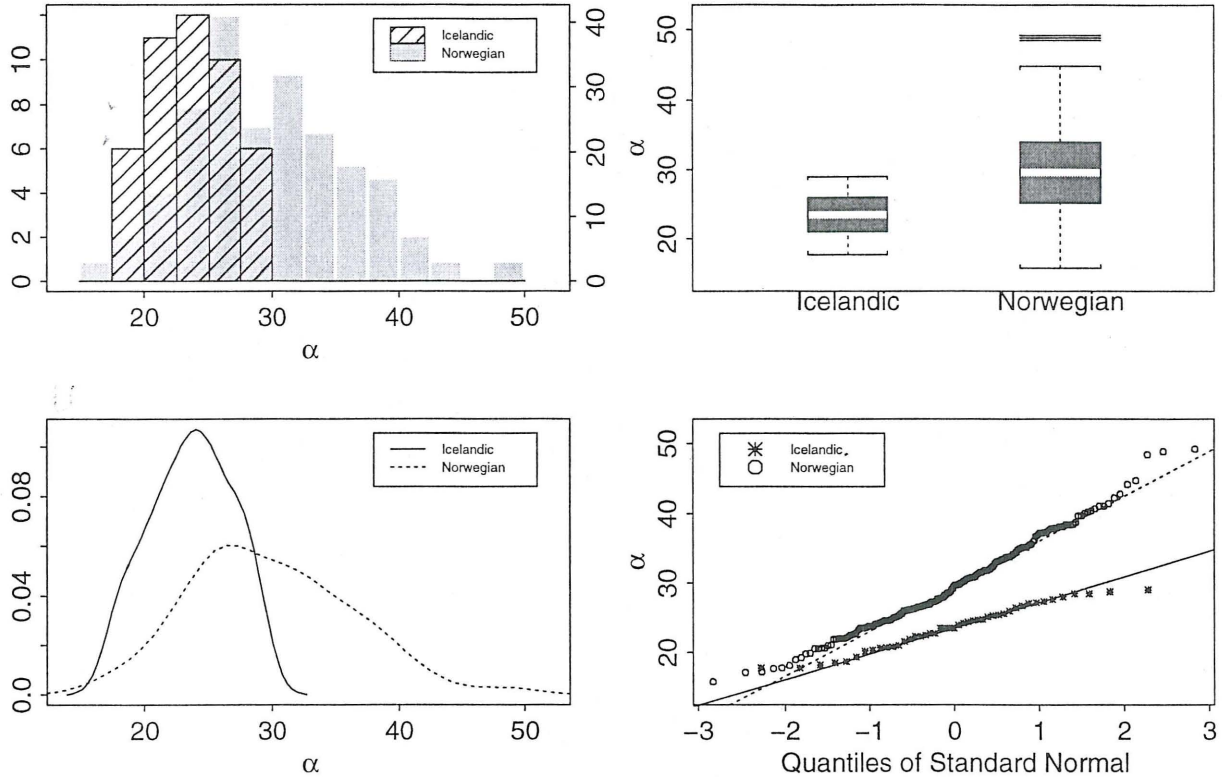 Icelandic
Norwegian
0 2 4 6 8 10
0 10 20 30 40
20 30 40 50
α
20 30 40 50
α
Icelandic
Norwegian
Icelandic
Norwegian
0.0 0.04 0.08
20 30 40 50
α
Icelandic
Norwegian
20 30 40 50
α
−3 −2 −1 0 1 2 3
Quantiles of Standard Normal